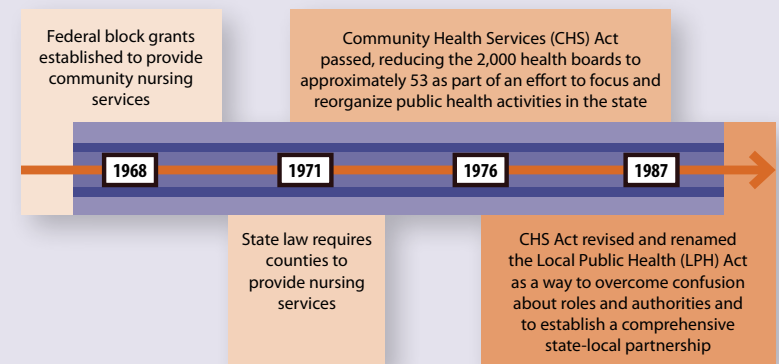 Federal block grants
established to provide
community nursing
services
Community Health Services (CHS) Act
passed, reducing the 2,000 health boards to
approximately 53 as part of an effort to focus and
reorganize public health activities in the state
1968
1971
1976
1987
State law requires
counties to
provide nursing
services
CHS Act revised and renamed
the Local Public Health (LPH) Act
as a way to overcome confusion
about roles and authorities and
to establish a comprehensive
state-local partnership